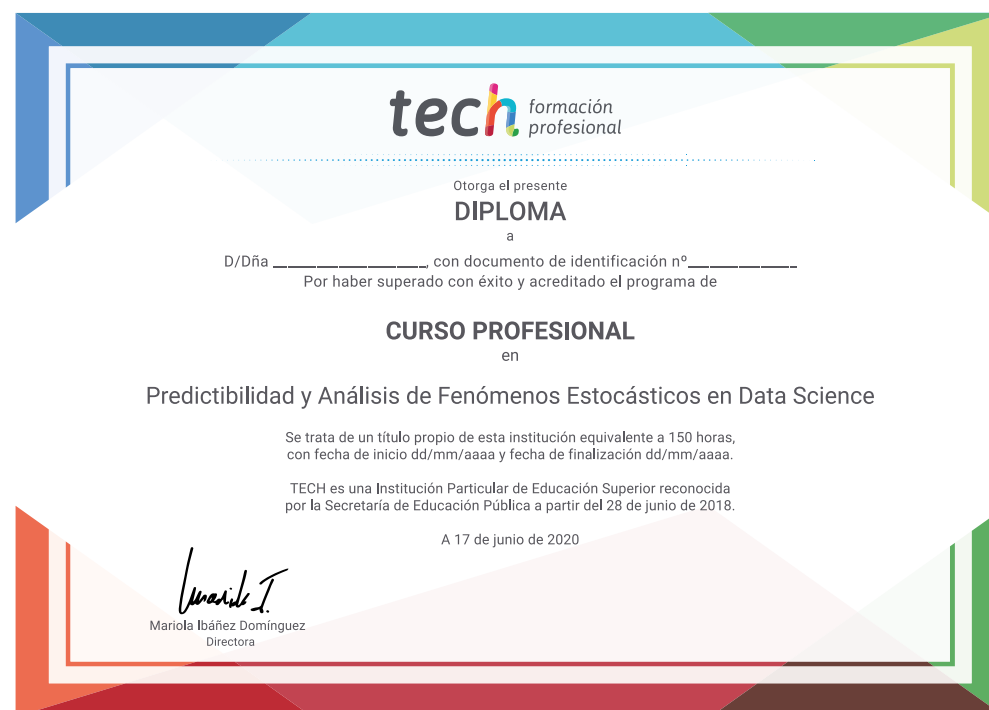 tech formación
profesional
Otorga el presente
DIPLOMA
a
D/Dña ____________________, con documento de identificación nº______________
Por haber superado con éxito y acreditado el programa de
CURSO PROFESIONAL
en
Predictibilidad y Análisis de Fenómenos Estocásticos en Data Science
Se trata de un título propio de esta institución equivalente a 150 horas,
con fecha de inicio dd/mm/aaaa y fecha de finalización dd/mm/aaaa.
TECH es una Institución Particular de Educación Superior reconocida
por la Secretaría de Educación Pública a partir del 28 de junio de 2018.
A 17 de junio de 2020
Mariola Ibáñez Domínguez
Directora